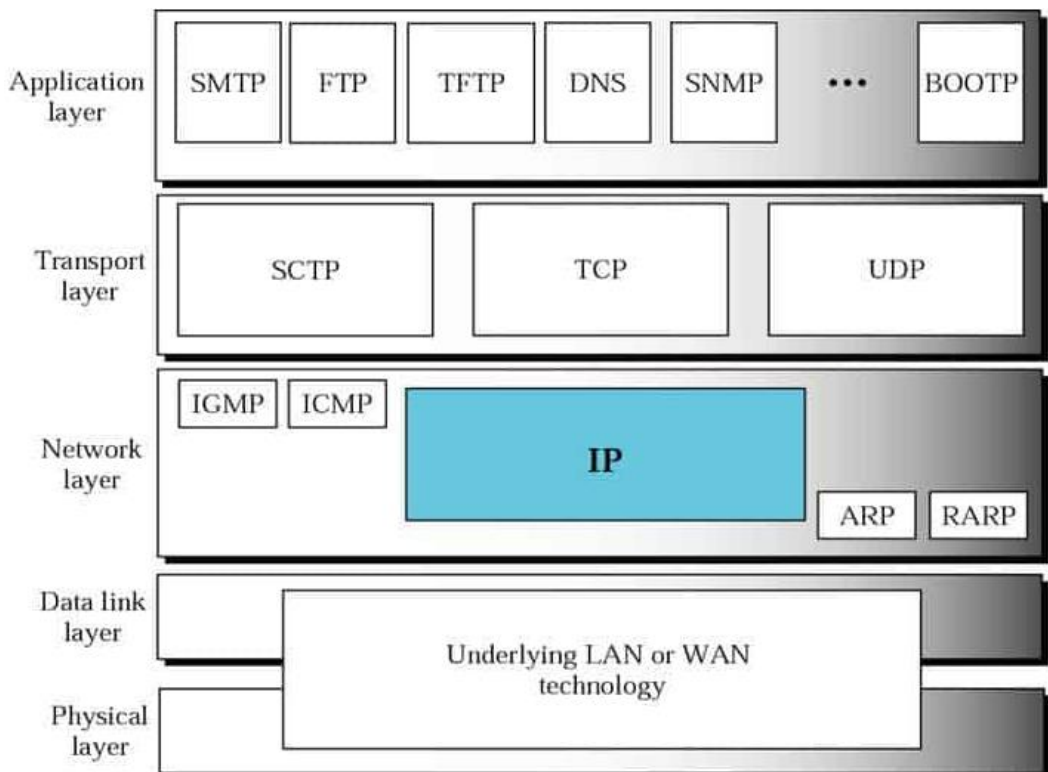 Application
layer
SMTP
FTP
TFTP
DNS
SNMP
•••
BOOTP
Transport
layer
SCTP
TCP
UDP
Network
layer
IGMP
ICMP
IP
ARP
RARP
Data link
layer
Underlying LAN or WAN
technology
Physical
layer